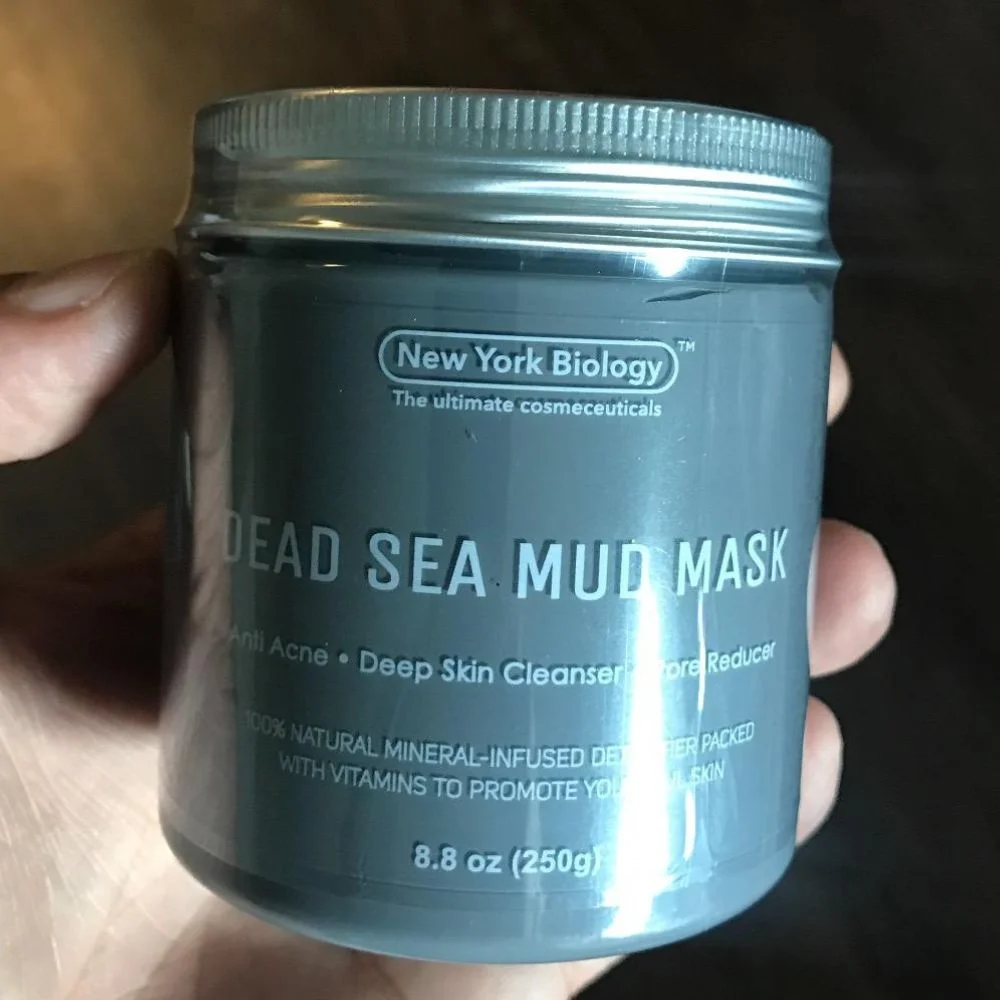 New York Biology™
The ultimate cosmeceuticals
DEAD SEA MUD MASK
Anti Acne • Deep Skin Cleanser Pore Reducer
100% NATURAL MINERAL-INFUSED PACKED
WITH VITAMINS TO PROMOTE SKIN
8.8 oz (250g)